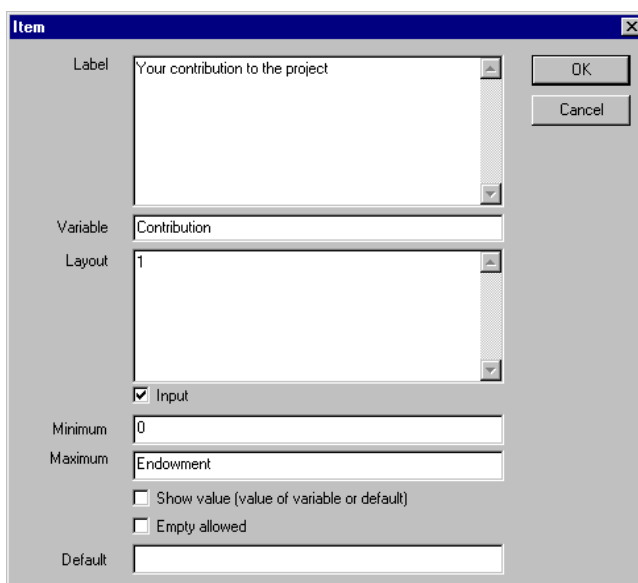 Item
Label
Your contribution to the project
OK
Cancel
Variable
Contribution
Layout
1
Input
Minimum
0
Maximum
Endowment
Show value (value of variable or default)
Empty allowed
Default